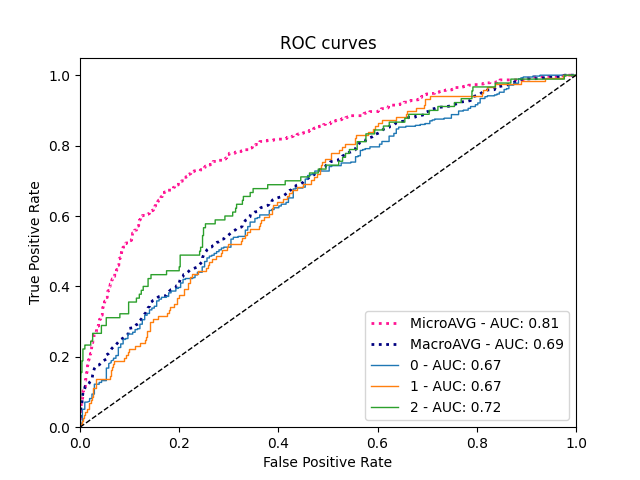 ROC curves
True Positive Rate
1.0
0.8
0.6
0.4
0.2
0.0
MicroAVG - AUC: 0.81
MacroAVG - AUC: 0.69
0 - AUC: 0.67
1 - AUC: 0.67
2 - AUC: 0.72
0.0 0.2 0.4 0.6 0.8 1.0
False Positive Rate